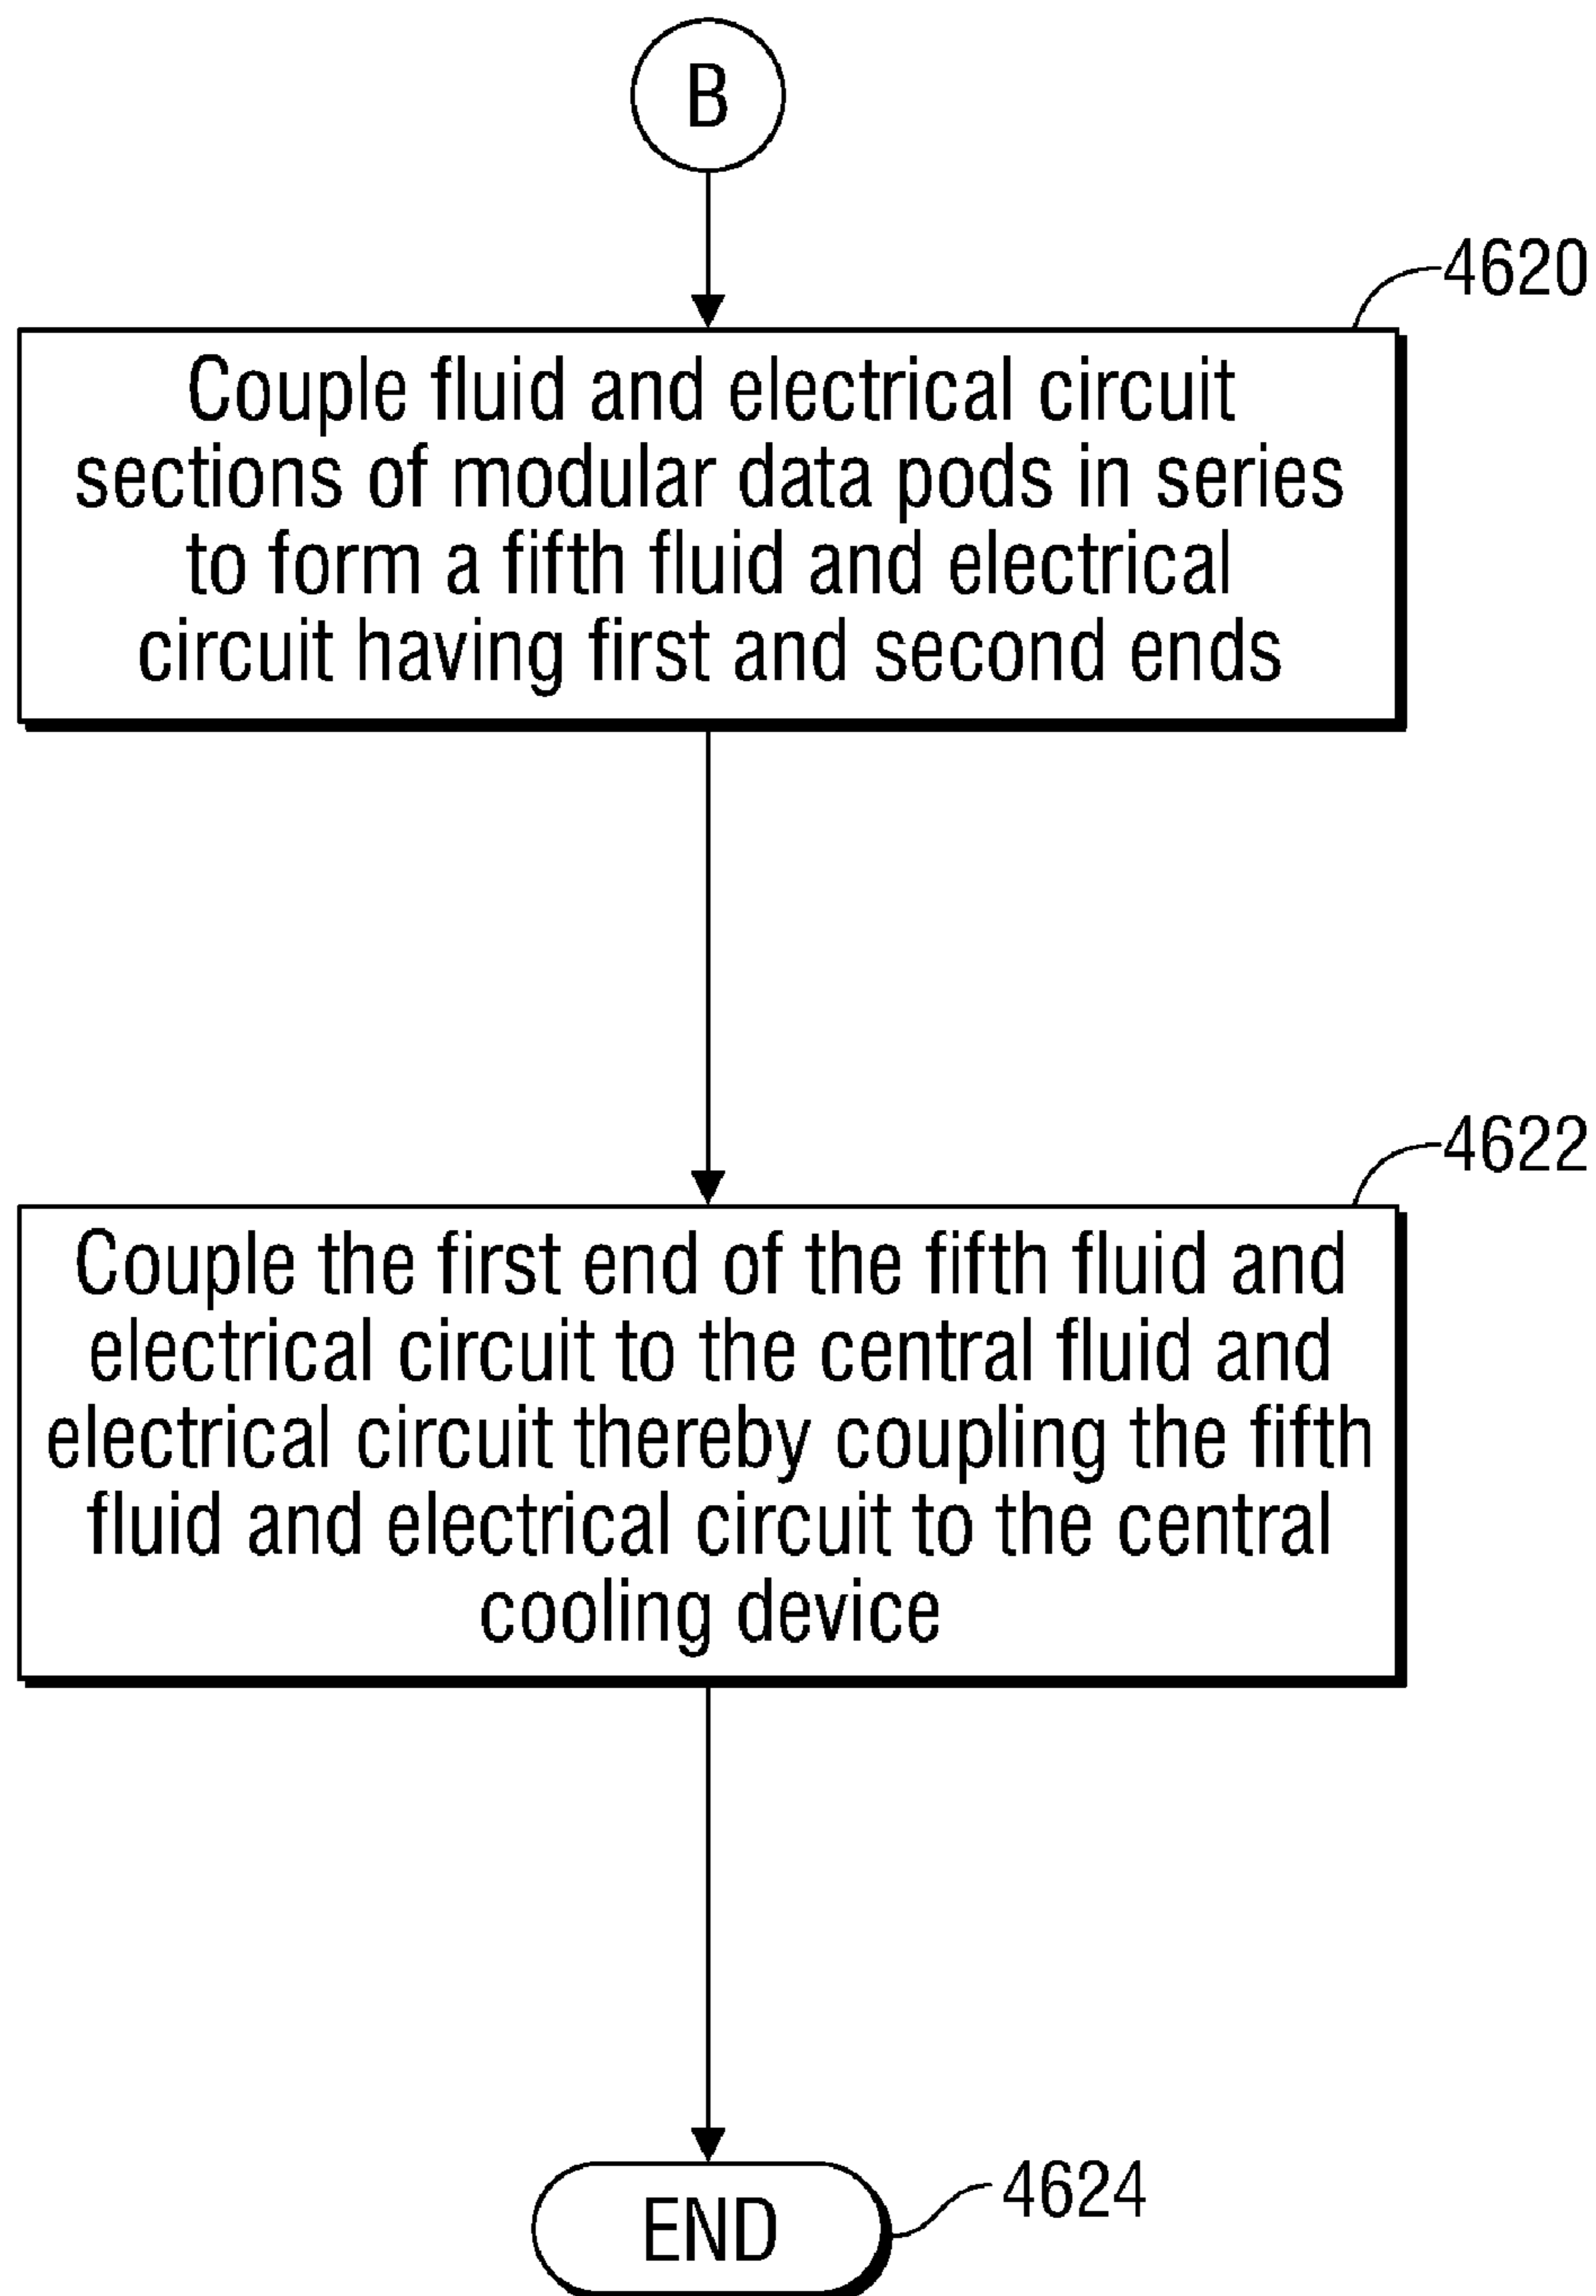 B
4620
Couple fluid and electrical circuit
sections of modular data pods in series
to form a fifth fluid and electrical
circuit having first and second ends
4622
Couple the first end of the fifth fluid and
electrical circuit to the central fluid and
electrical circuit thereby coupling the fifth
fluid and electrical circuit to the central
cooling device
END
4624